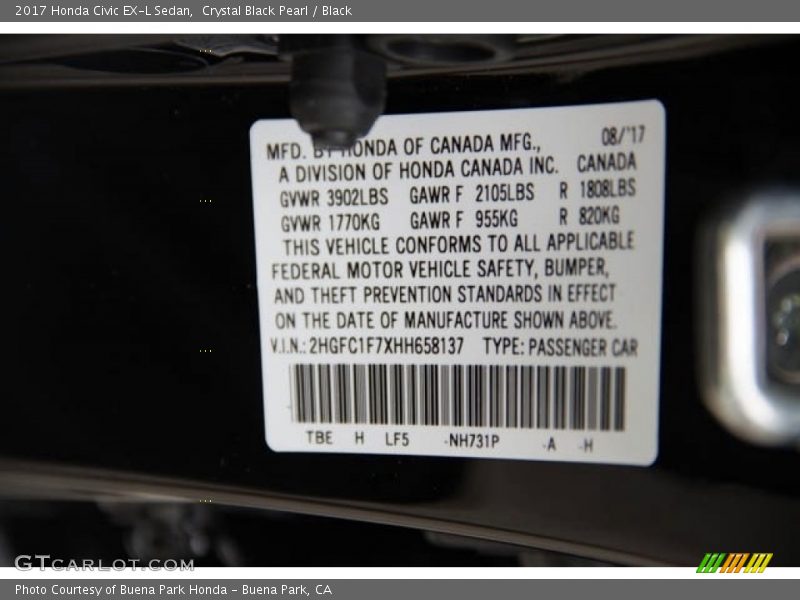 2017 Honda Civic EX-L Sedan, Crystal Black Pearl / Black
MFD. BY HONDA OF CANADA MFG., 08/'17
A DIVISION OF HONDA CANADA INC. CANADA
GVWR 3902LBS GAWR F 2105LBS R 1808LBS
GVWR 1770KG GAWR F 955KG R 820KG
THIS VEHICLE CONFORMS TO ALL APPLICABLE
FEDERAL MOTOR VEHICLE SAFETY, BUMPER,
AND THEFT PREVENTION STANDARDS IN EFFECT
ON THE DATE OF MANUFACTURE SHOWN ABOVE.
V.I.N.: 2HGFC1F7XHH658137 TYPE: PASSENGER CAR
TBE H LF5 -NH731P -A -H
GTCARLOT.COM
Photo Courtesy of Buena Park Honda - Buena Park, CA